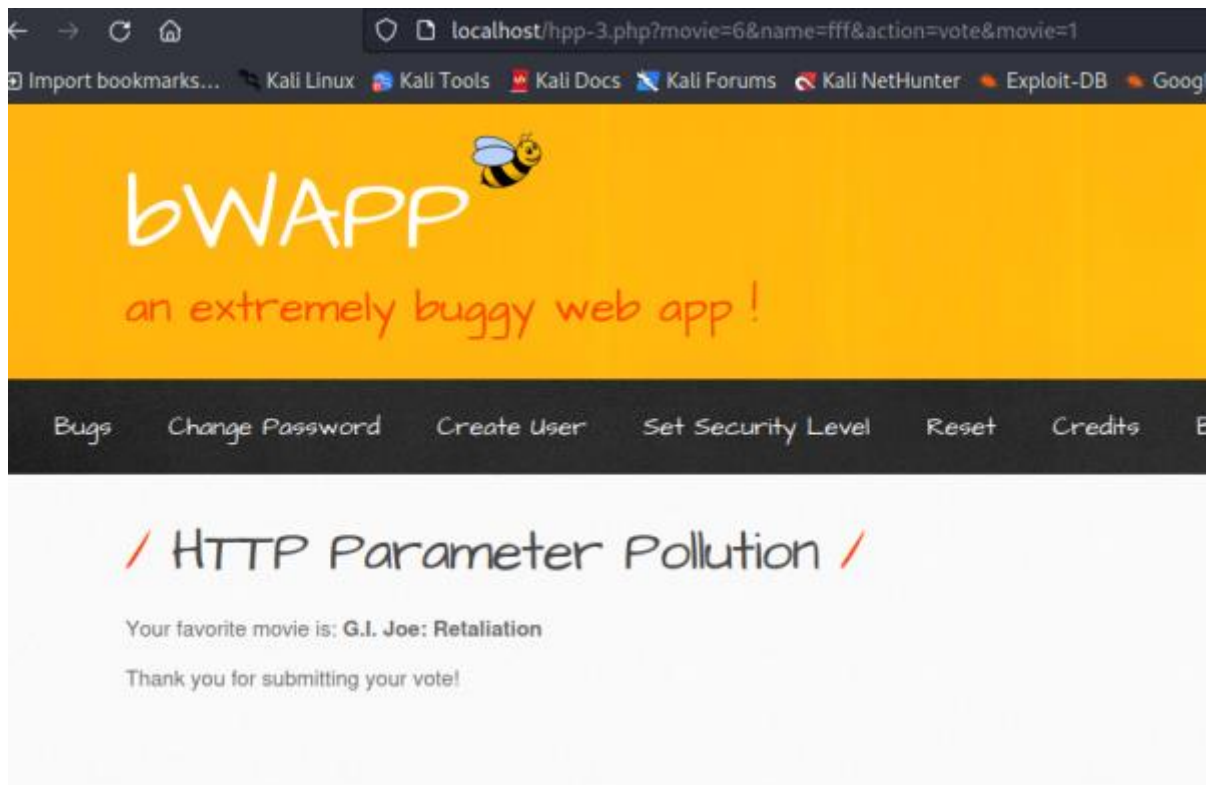 localhost/hpp-3.php?movie=6&name=fff&action=vote&movie=1
Import bookmarks... Kali Linux Kali Tools Kali Docs Kali Forums Kali NetHunter Exploit-DB Googl
bWAPP
an extremely buggy web app !
Bugs Change Password Create User Set Security Level Reset Credits B
/ HTTP Parameter Pollution /
Your favorite movie is: G.I. Joe: Retaliation
Thank you for submitting your vote!